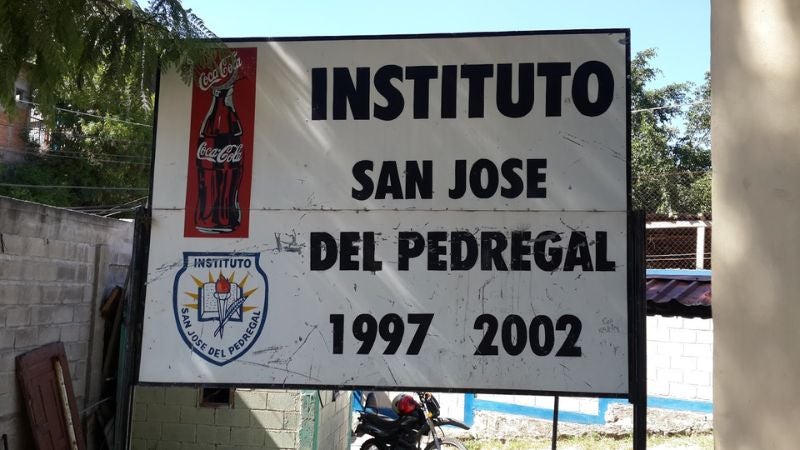 Coca-Cola
Coca-Cola
INSTITUTO
SAN JOSE
DEL PEDREGAL
1997 2002
INSTITUTO
SAN JOSE DEL PEDREGAL